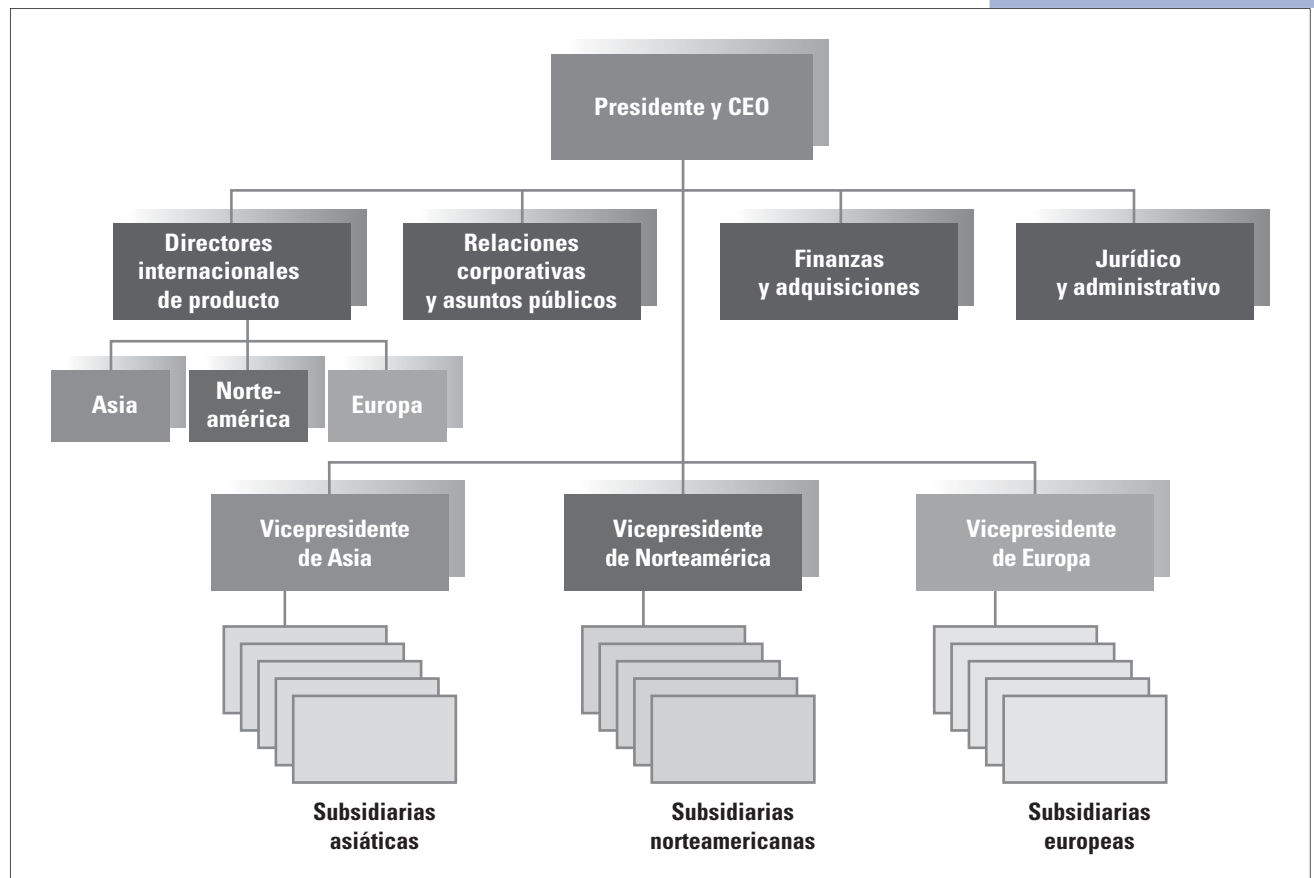 Presidente y CEO
Directores
internacionales
de producto
Relaciones
corporativas
y asuntos públicos
Finanzas
y adquisiciones
Jurídico
y administrativo
Asia
Norte-
américa
Europa
Vicepresidente
de Asia
Vicepresidente
de Norteamérica
Vicepresidente
de Europa
Subsidiarias
asiáticas
Subsidiarias
norteamericanas
Subsidiarias
europeas